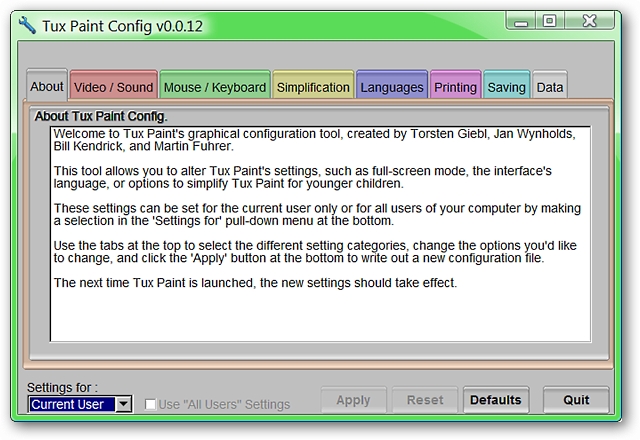 Tux Paint Config v0.0.12
About Video / Sound Mouse / Keyboard Simplification Languages Printing Saving Data
About Tux Paint Config.
Welcome to Tux Paint's graphical configuration tool, created by Torsten Giebl, Jan Wynholds,
Bill Kendrick, and Martin Fuhrer.
This tool allows you to alter Tux Paint's settings, such as full-screen mode, the interface's
language, or options to simplify Tux Paint for younger children.
These settings can be set for the current user only or for all users of your computer by making
a selection in the 'Settings for' pull-down menu at the bottom.
Use the tabs at the top to select the different setting categories, change the options you'd like
to change, and click the 'Apply' button at the bottom to write out a new configuration file.
The next time Tux Paint is launched, the new settings should take effect.
Settings for :
Current User Use "All Users" Settings Apply Reset Defaults Quit